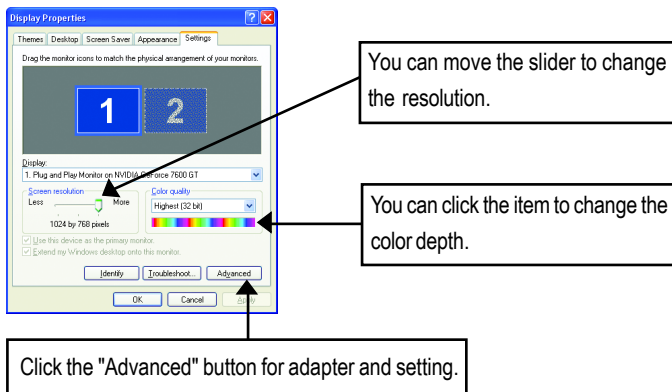 Display Properties
Themes Desktop Screen Saver Appearance Settings
Drag the monitor icons to match the physical arrangement of your monitors.
1 2
Display:
1. Plug and Play Monitor on NVIDIA GeForce 7600 GT
Screen resolution
Less More
1024 by 768 pixels
Color quality
Highest (32 bit)
Use this device as the primary monitor.
Extend my Windows desktop onto this monitor.
Identify Troubleshoot... Advanced
OK Cancel Apply
You can move the slider to change
the resolution.
You can click the item to change the
color depth.
Click the "Advanced" button for adapter and setting.